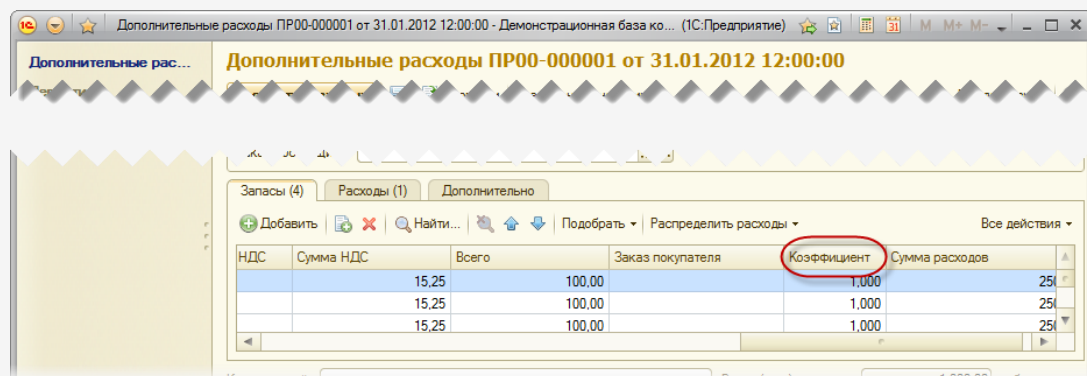 Дополнительные расходы ПР00-000001 от 31.01.2012 12:00:00 - Демонстрационная база ко... (1С:Предприятие) M M+ M-
Дополнительные рас...
Дополнительные расходы ПР00-000001 от 31.01.2012 12:00:00
Запасы (4) Расходы (1) Дополнительно
Добавить Найти... Подобрать Распределить расходы Все действия
НДС Сумма НДС Всего Заказ покупателя Коэффициент Сумма расходов
15,25 100,00 1,000 250
15,25 100,00 1,000 250
15,25 100,00 1,000 250